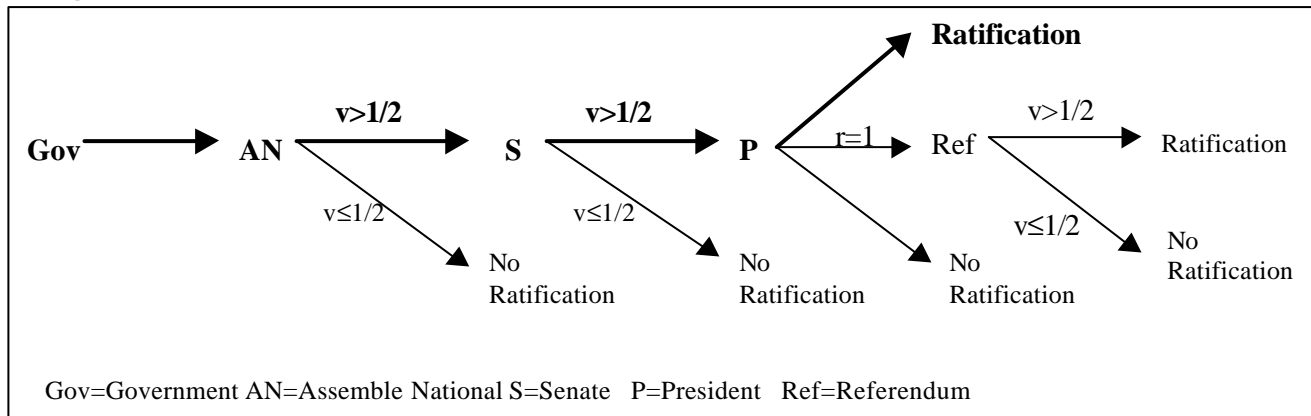 Ratification
v>1/2 v>1/2 v>1/2
Gov AN S P r=1 Ref Ratification
v≤1/2 v≤1/2 v≤1/2
No Ratification
No Ratification
No Ratification
No Ratification
Gov=Government AN=Assemble National S=Senate P=President Ref=Referendum